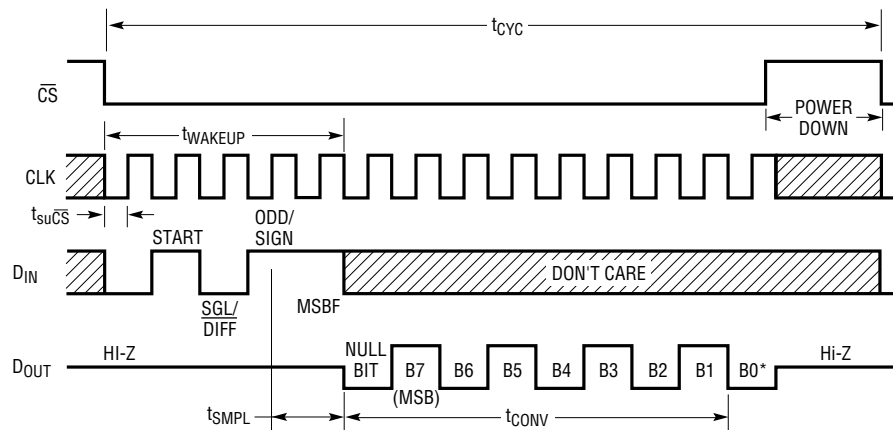 tCYC
CS
POWER
DOWN
tWAKEUP
CLK
tsuCS
START
ODD/
SIGN
DIN
DON'T CARE
SGL/
DIFF
MSBF
HI-Z
NULL
BIT
B7
B6
B5
B4
B3
B2
B1
B0*
Hi-Z
DOUT
(MSB)
tSMPL
tCONV